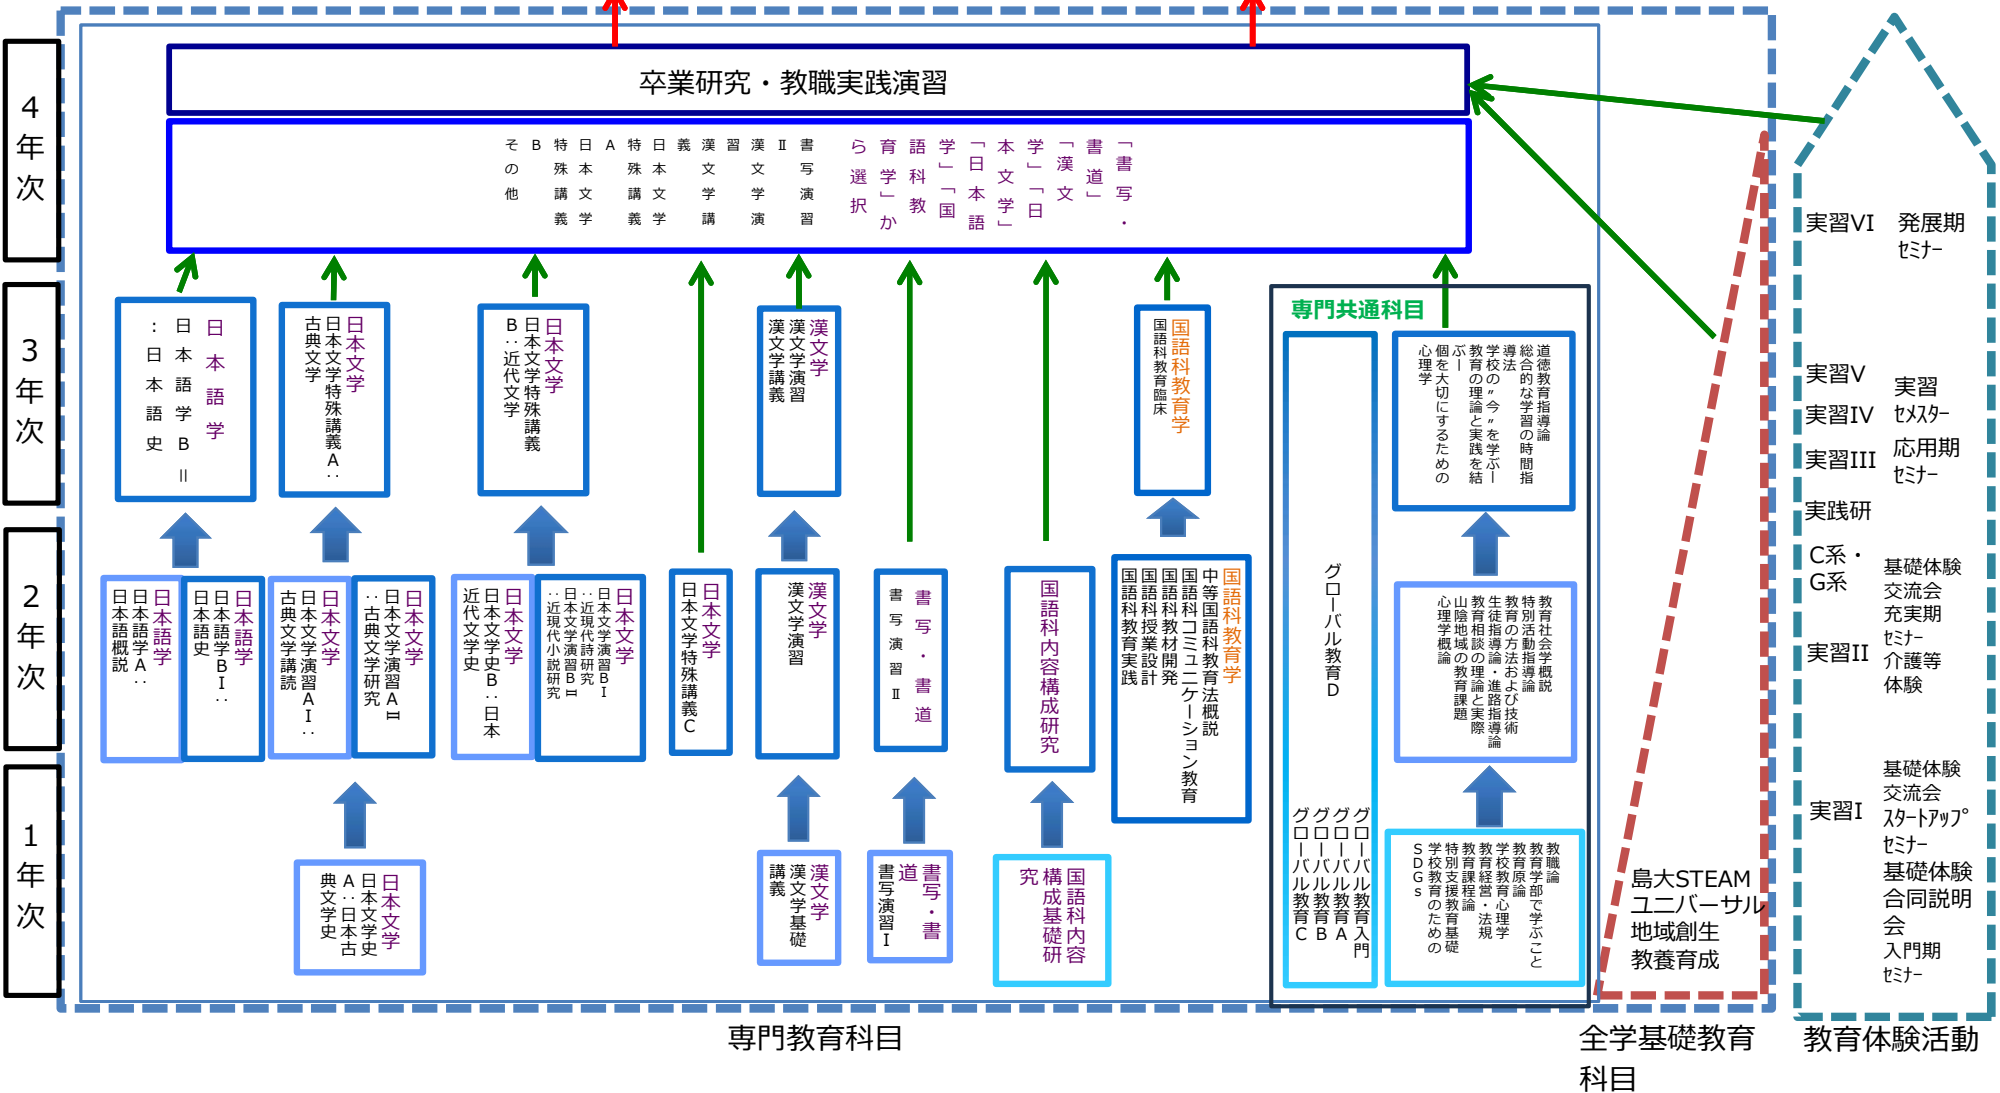 4年次
卒業研究・教職実践演習
「書写・
書道」
「漢文
学」「日
本文学」
「日本語
学」「国
語科教
育学」か
ら選択
書写演習
Ⅱ
漢文学演
習
漢文学講
義
日本文学
特殊講義
A
日本文学
特殊講義
B
その他
3年次
日本語学
日本語学BⅡ
：日本語史
日本文学
日本文学特殊講義A：
古典文学
日本文学
日本文学特殊講義
B：近代文学
漢文学
漢文学演習
漢文学講義
国語科教育学
国語科教育臨床
専門共通科目
道徳教育指導論
総合的な学習の時間指
導法
学校の〝今〟を学ぶー
教育の理論と実践を結
ぶー
個を大切にするための
心理学
2年次
日本語学
日本語学A：
日本語概説
日本語学
日本語学BⅠ：
日本語史
日本文学
日本文学演習AⅠ：
古典文学講読
日本文学
日本文学演習AⅡ
：古典文学研究
日本文学
日本文学史B：日本
近代文学史
日本文学
日本文学演習BⅠ
：近現代詩研究
日本文学演習BⅡ
：近現代小説研究
日本文学
日本文学特殊講義C
漢文学
漢文学演習
書写・書道
書写演習Ⅱ
国語科内容構成研究
国語科教育学
中等国語科教育法概説
国語科コミュニケーション教育
国語科教材開発
国語科授業設計
国語科教育実践
グローバル教育D
教育社会学概説
特別活動指導論
教育の方法および技術
生徒指導論・進路指導論
教育相談の理論と実際
山陰地域の教育課題
心理学概論
1年次
日本文学
日本文学史
A：日本古
典文学史
漢文学
漢文学基礎
講義
書写・書
道
書写演習Ⅰ
国語科内容
構成基礎研
究
グローバル教育入門
グローバル教育A
グローバル教育B
グローバル教育C
教職論
教育学部で学ぶこと
教育原論
学校教育心理学
教育経営・法規
教育課程論
特別支援教育基礎
学校教育のための
SDGs
島大STEAM
ユニバーサル
地域創生
教養育成
実習VI
発展期
ｾﾐﾅｰ
実習V
実習IV
実習
ｾﾒｽﾀｰ
実習III
応用期
ｾﾐﾅｰ
実践研
C系・
G系
実習II
基礎体験
交流会
充実期
ｾﾐﾅｰ
介護等
体験
実習I
基礎体験
交流会
ｽﾀｰﾄｱｯﾌﾟ
ｾﾐﾅｰ
基礎体験
合同説明
会
入門期
ｾﾐﾅｰ
専門教育科目
全学基礎教育
科目
教育体験活動